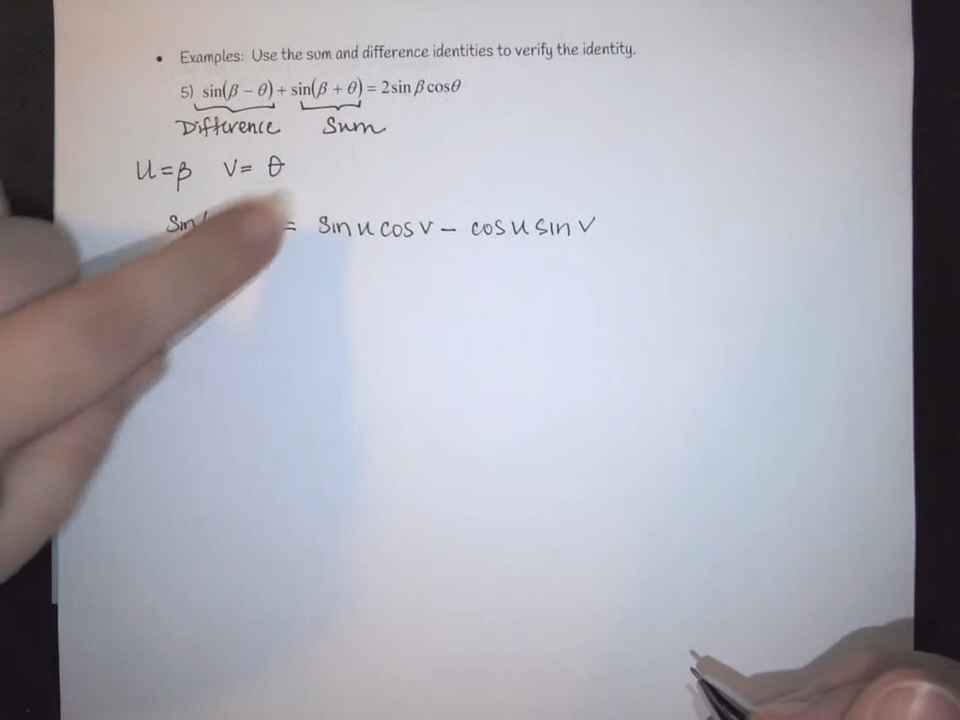 • Examples: Use the sum and difference identities to verify the identity.
5) sin(β − θ) + sin(β + θ) = 2sin β cosθ
Difference Sum
u = β v = θ
sin( = sin u cos v − cos u sin v